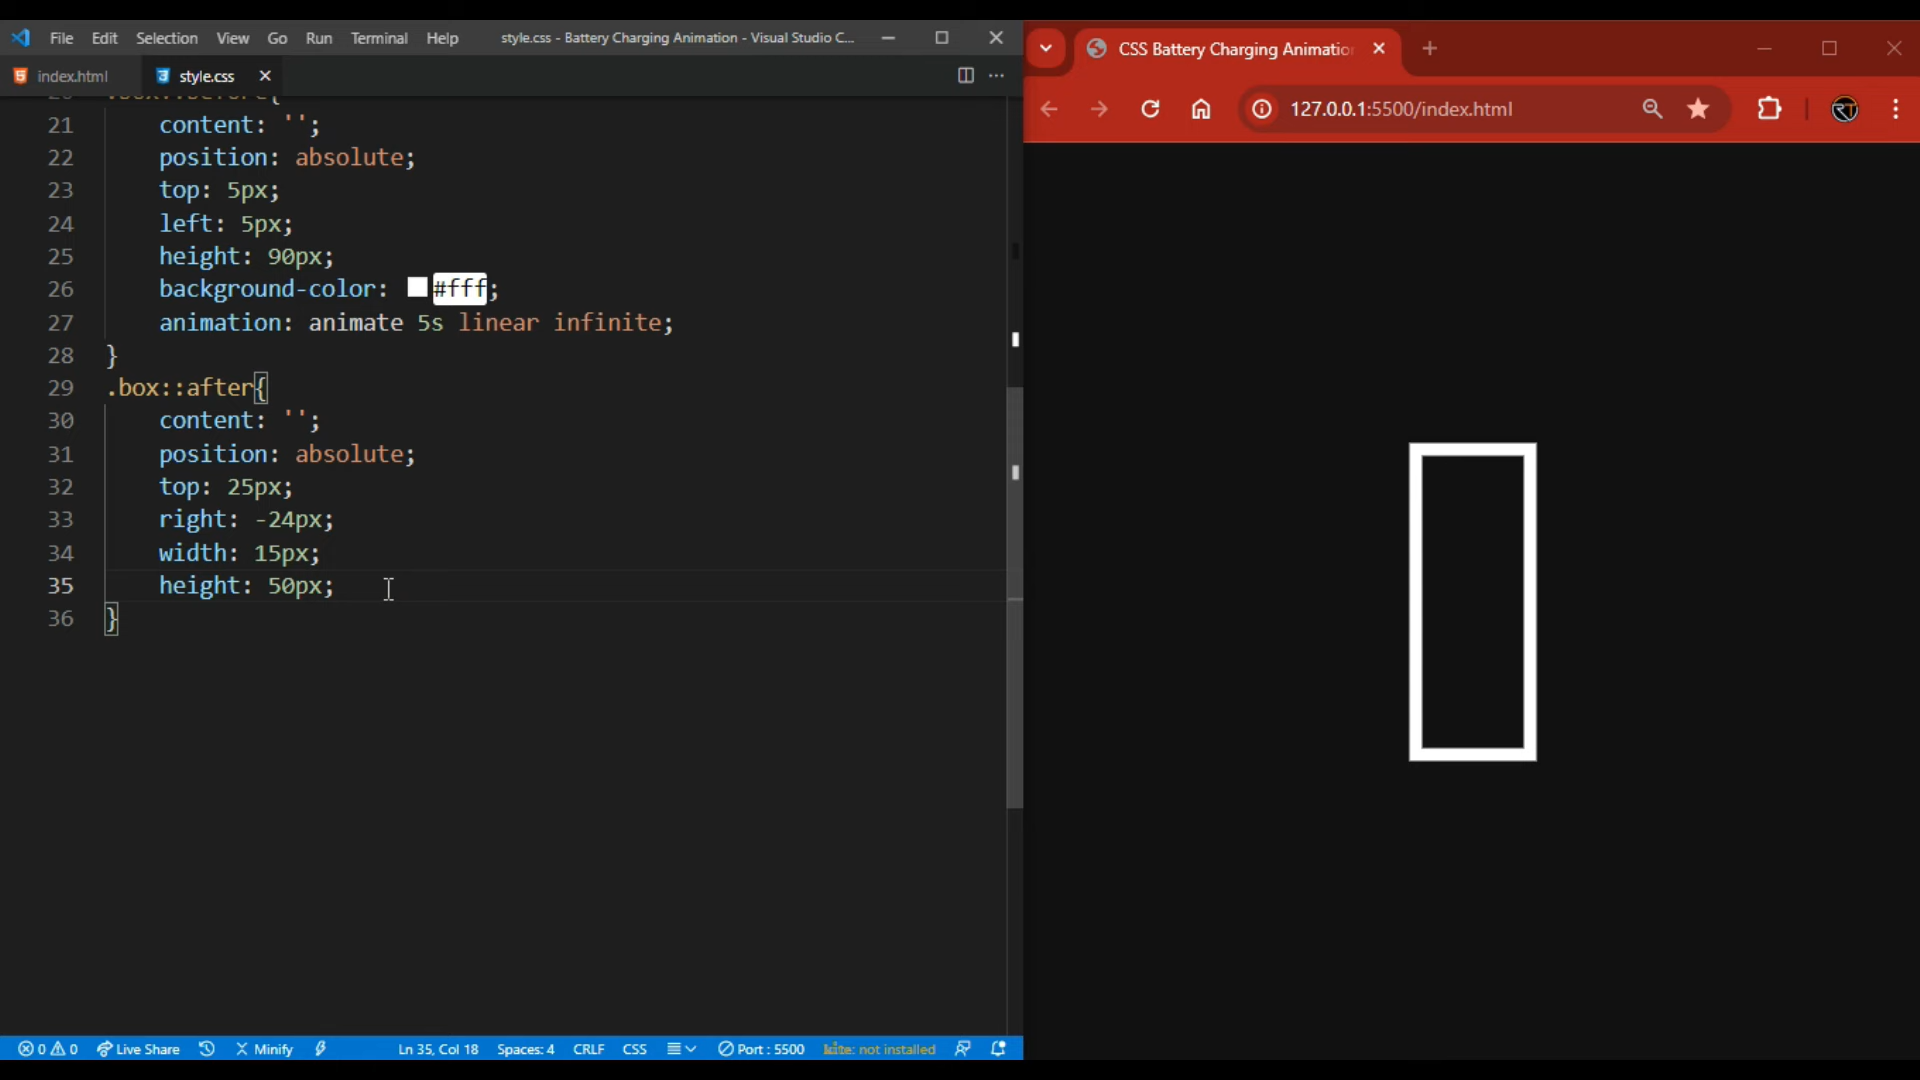 File Edit Selection View Go Run Terminal Help style.css - Battery Charging Animation - Visual Studio C...
index.html style.css
21 content: '';
22 position: absolute;
23 top: 5px;
24 left: 5px;
25 height: 90px;
26 background-color: #fff;
27 animation: animate 5s linear infinite;
28 }
29 .box::after{
30 content: '';
31 position: absolute;
32 top: 25px;
33 right: -24px;
34 width: 15px;
35 height: 50px;
36 }
0 0 Live Share Minify Ln 35, Col 18 Spaces: 4 CRLF CSS Port : 5500 kite: not installed
CSS Battery Charging Animation
127.0.0.1:5500/index.html